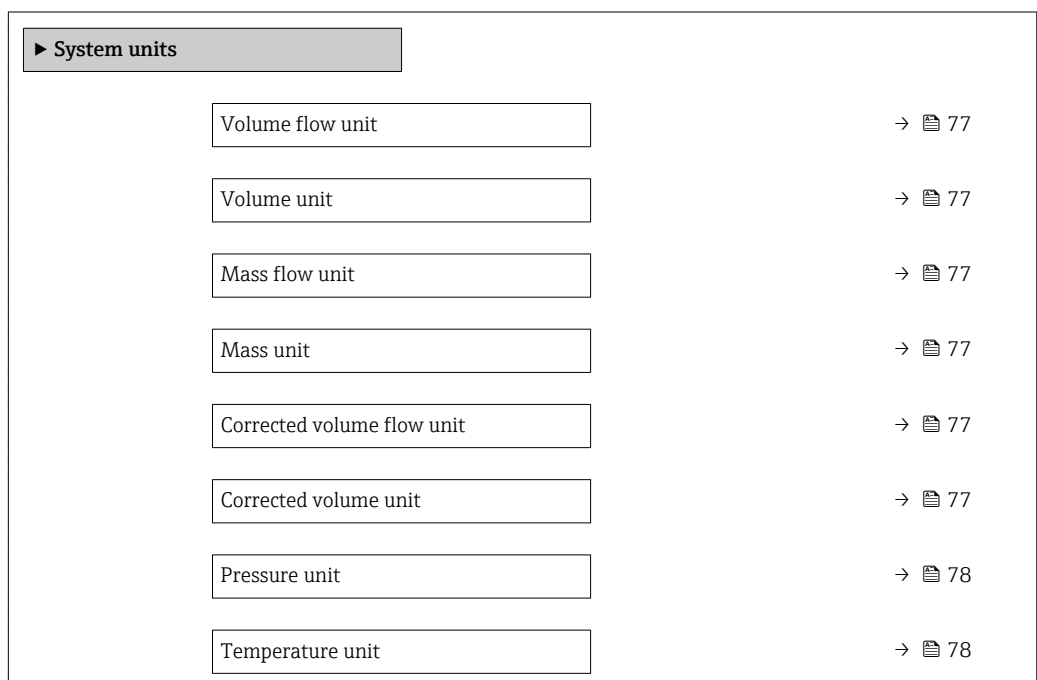 ▶ System units
Volume flow unit → 77
Volume unit → 77
Mass flow unit → 77
Mass unit → 77
Corrected volume flow unit → 77
Corrected volume unit → 77
Pressure unit → 78
Temperature unit → 78